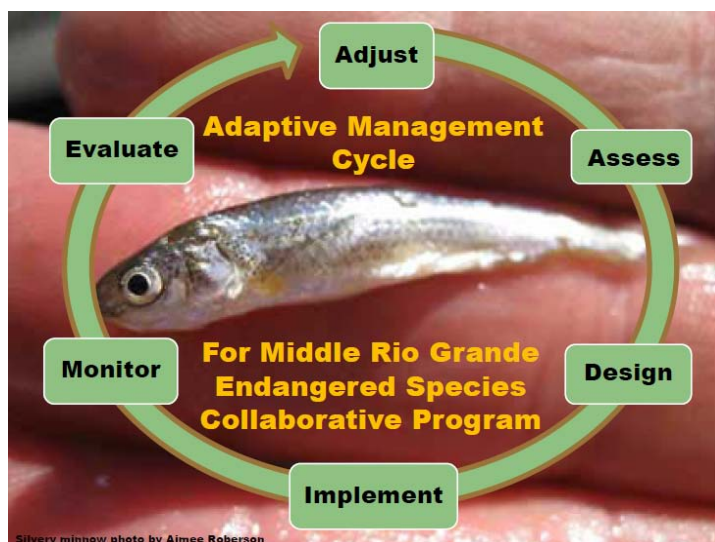 Adjust
Adaptive Management
Cycle
Evaluate
Assess
For Middle Rio Grande
Endangered Species
Collaborative Program
Monitor
Design
Implement
Silvery minnow photo by Aimee Roberson